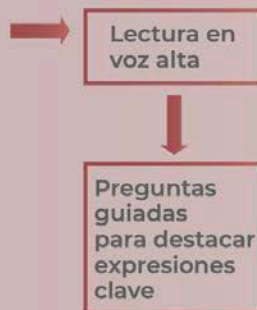 Lectura en
voz alta
Preguntas
guiadas
para destacar
expresiones
clave